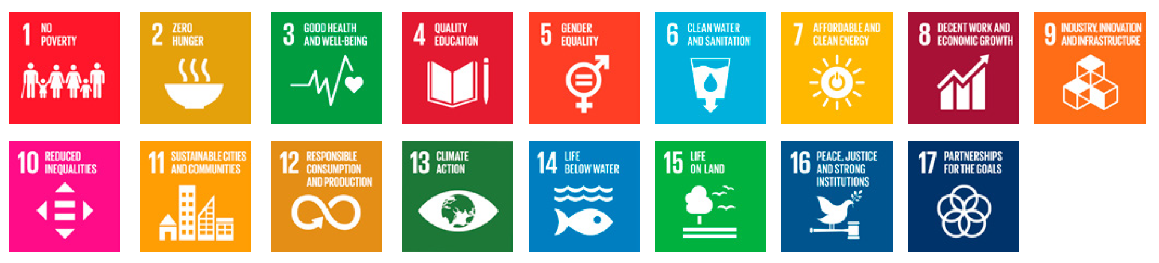 1 NO
POVERTY
2 ZERO
HUNGER
3 GOOD HEALTH
AND WELL-BEING
4 QUALITY
EDUCATION
5 GENDER
EQUALITY
6 CLEAN WATER
AND SANITATION
7 AFFORDABLE AND
CLEAN ENERGY
8 DECENT WORK AND
ECONOMIC GROWTH
9 INDUSTRY, INNOVATION
AND INFRASTRUCTURE
10 REDUCED
INEQUALITIES
11 SUSTAINABLE CITIES
AND COMMUNITIES
12 RESPONSIBLE
CONSUMPTION
AND PRODUCTION
13 CLIMATE
ACTION
14 LIFE
BELOW WATER
15 LIFE
ON LAND
16 PEACE, JUSTICE
AND STRONG
INSTITUTIONS
17 PARTNERSHIPS
FOR THE GOALS